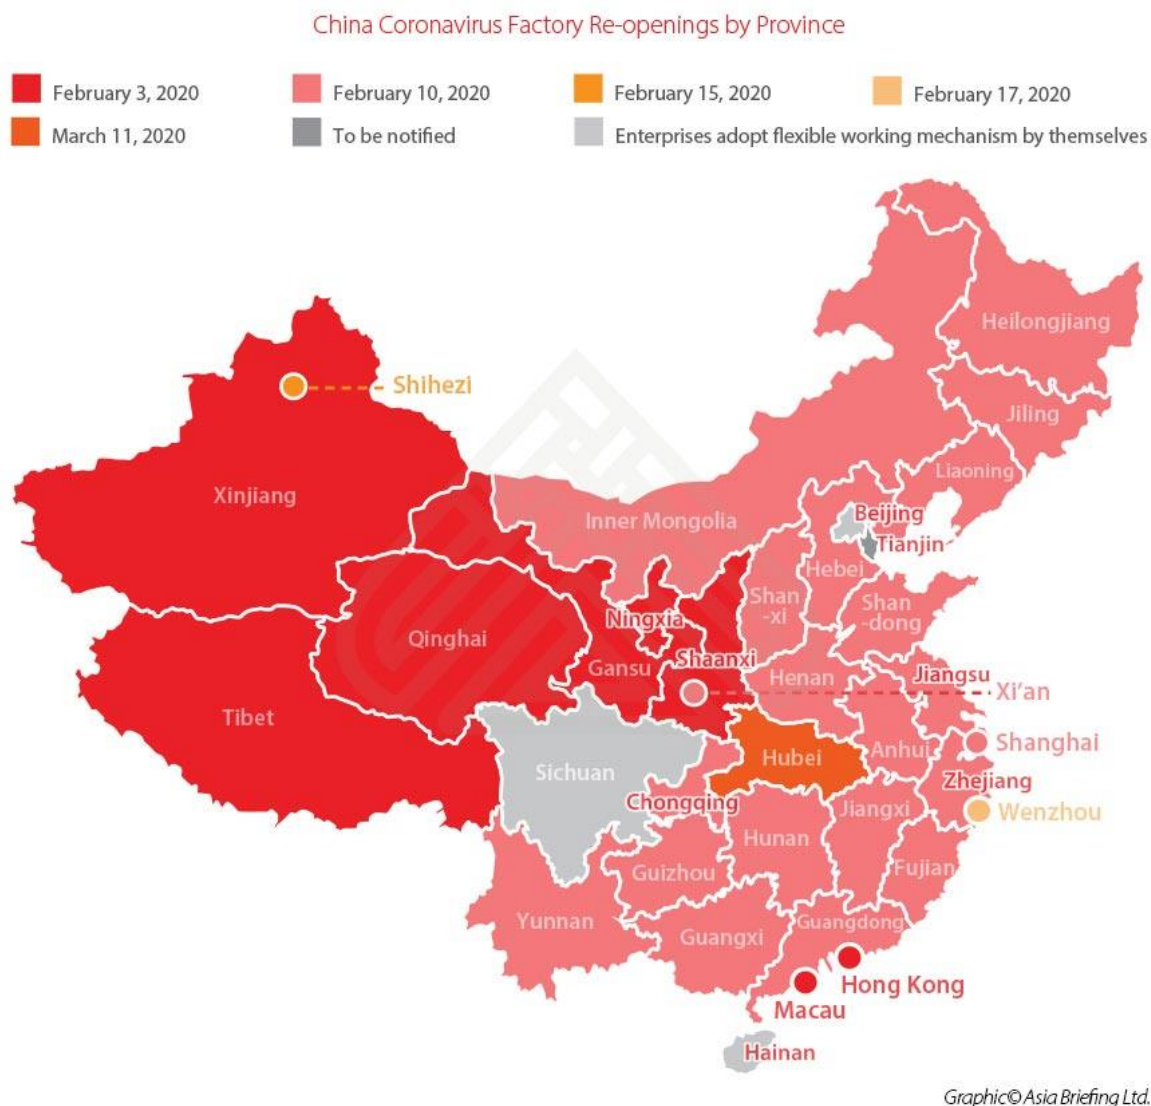 China Coronavirus Factory Re-openings by Province
February 3, 2020
February 10, 2020
February 15, 2020
February 17, 2020
March 11, 2020
To be notified
Enterprises adopt flexible working mechanism by themselves
Heilongjiang
Shihezi
Jiling
Liaoning
Xinjiang
Inner Mongolia
Beijing
Tianjin
Hebei
Shan
-xi
Shan
-dong
Ningxia
Qinghai
Gansu
Shaanxi
Henan
Jiangsu
Xi'an
Tibet
Shanghai
Anhui
Hubei
Sichuan
Zhejiang
Chongqing
Jiangxi
Wenzhou
Hunan
Guizhou
Fujian
Yunnan
Guangdong
Guangxi
Hong Kong
Macau
Hainan
Graphic© Asia Briefing Ltd.